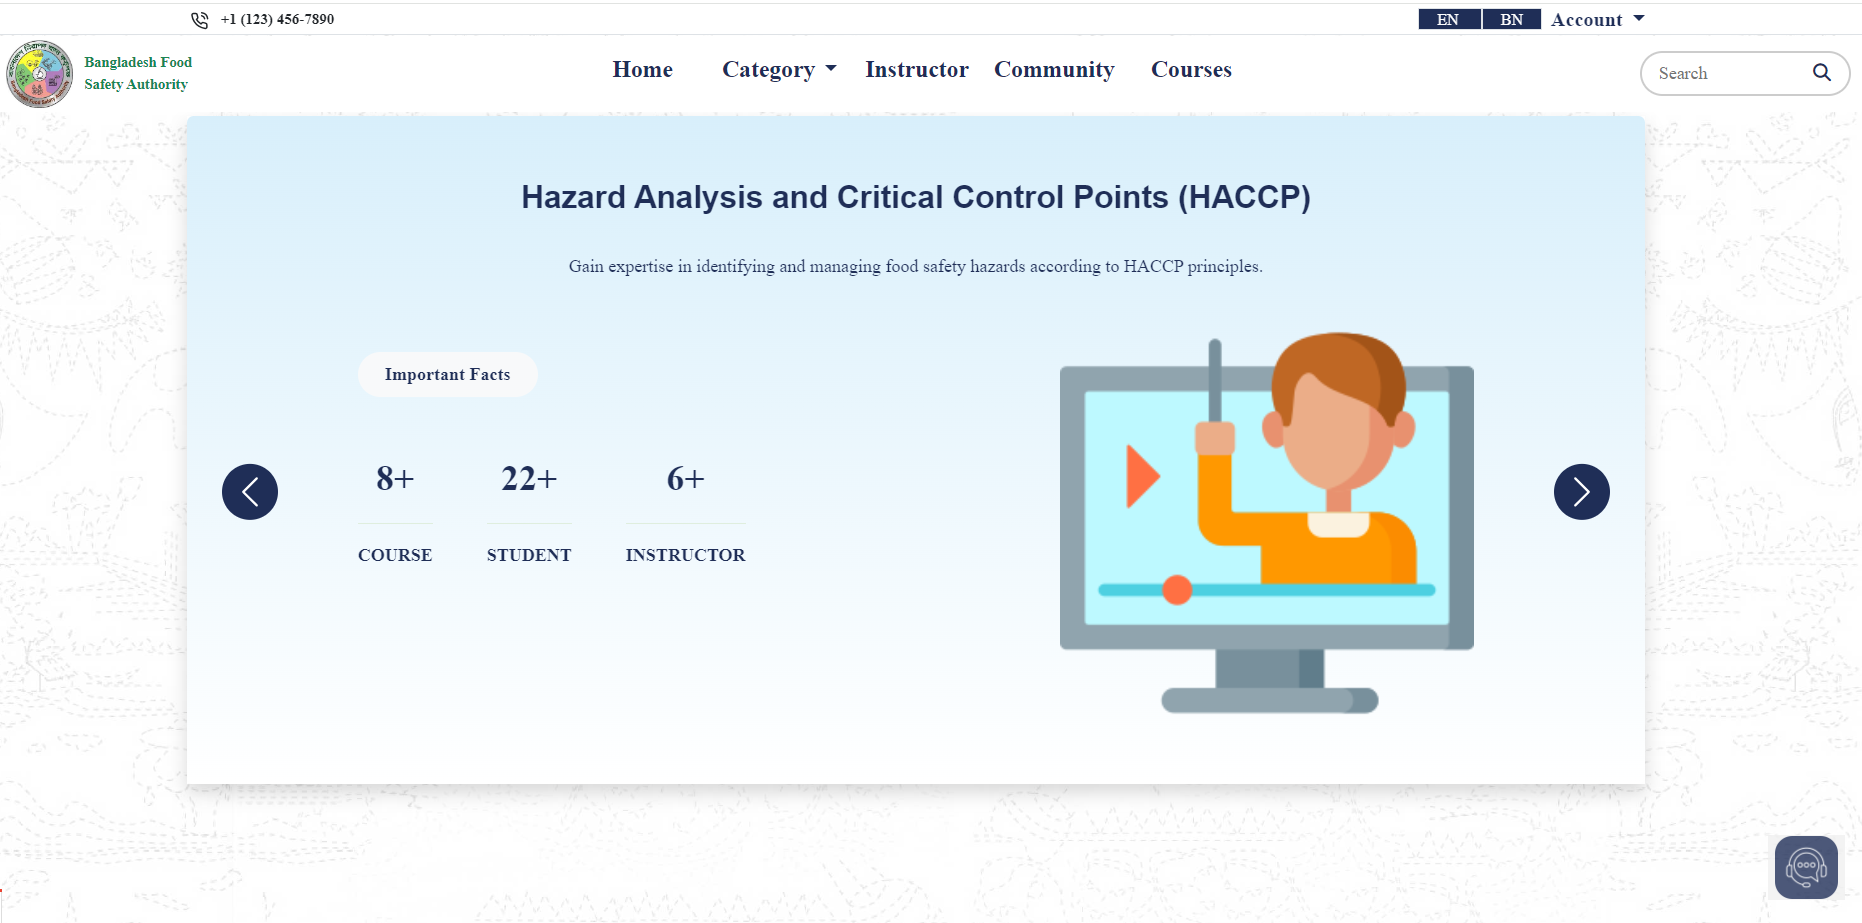 +1 (123) 456-7890
EN BN Account
Bangladesh Food
Safety Authority
Home Category Instructor Community Courses
Search
Hazard Analysis and Critical Control Points (HACCP)
Gain expertise in identifying and managing food safety hazards according to HACCP principles.
Important Facts
8+ 22+ 6+
COURSE STUDENT INSTRUCTOR